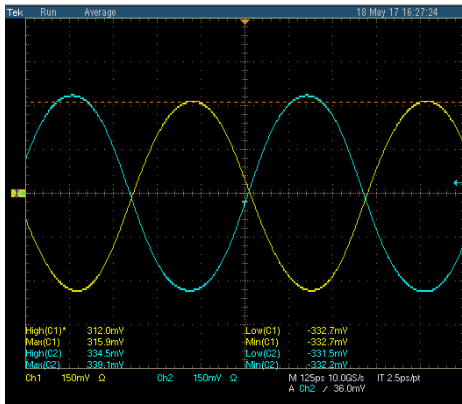 Tek Run Average 18 May 17 16:27:24
High(C1)* 312.0mV Low(C1) -332.7mV
Max(C1) 315.9mV Min(C1) -332.7mV
High(C2) 334.5mV Low(C2) -331.5mV
Max(C2) 339.1mV Min(C2) -332.2mV
Ch1 150mV Ω Ch2 150mV Ω M 125ps 10.0GS/s IT 2.5ps/pt
A Ch2 / 36.0mV